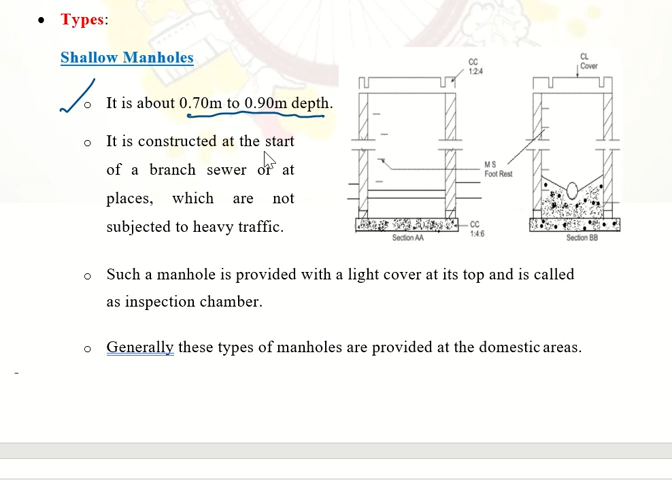 • Types:
Shallow Manholes
o It is about 0.70m to 0.90m depth.
o It is constructed at the start
of a branch sewer or at
places, which are not
subjected to heavy traffic.
CC
1:2:4
CL
Cover
M S
Foot Rest
CC
1:4:6
Section AA
Section BB
o Such a manhole is provided with a light cover at its top and is called
as inspection chamber.
o Generally these types of manholes are provided at the domestic areas.